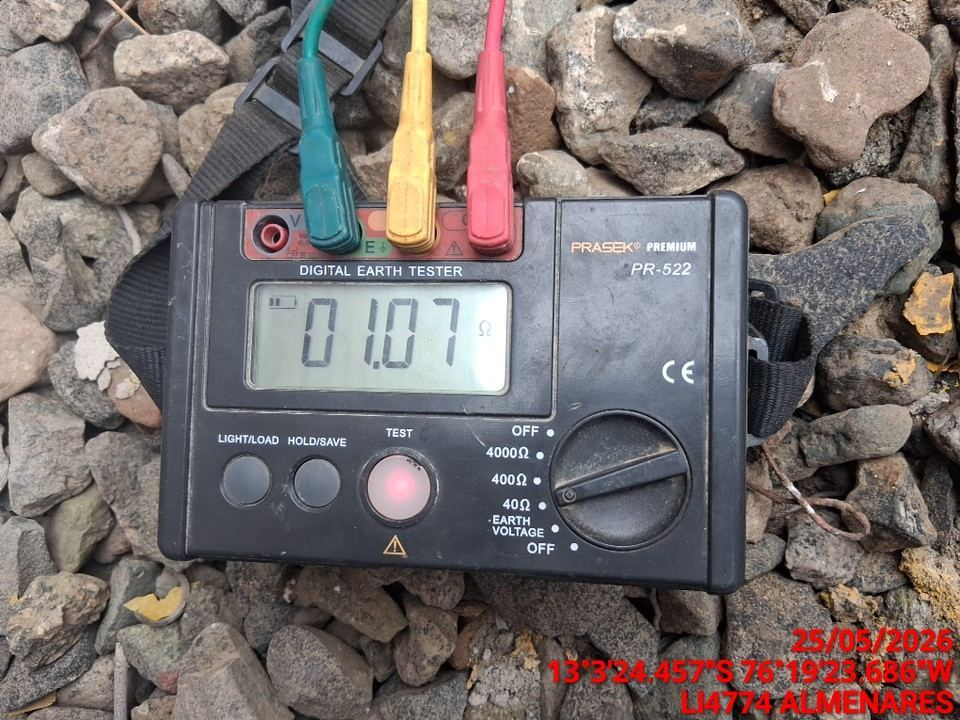 V
E
DIGITAL EARTH TESTER
PRASEK® PREMIUM
PR-522
01.07 Ω
CE
LIGHT/LOAD HOLD/SAVE TEST
OFF
4000Ω
400Ω
40Ω
EARTH
VOLTAGE
OFF
25/05/2026
13°3'24.457"S 76°19'23.686"W
LI4774 ALMENARES